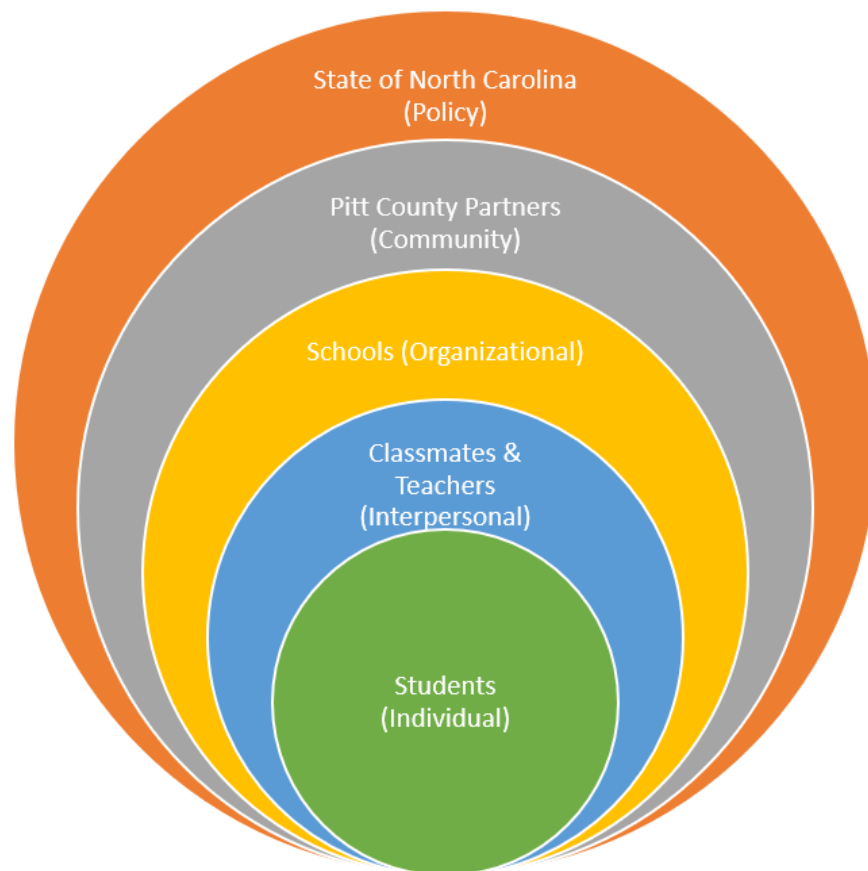 State of North Carolina
(Policy)
Pitt County Partners
(Community)
Schools (Organizational)
Classmates &
Teachers
(Interpersonal)
Students
(Individual)